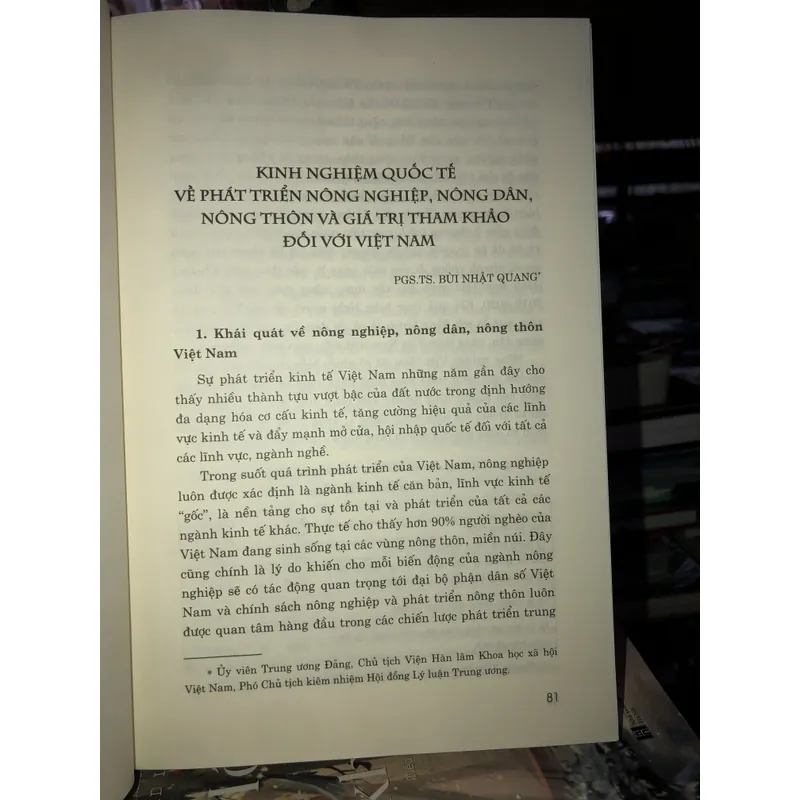 KINH NGHIỆM QUỐC TẾ
VỀ PHÁT TRIỂN NÔNG NGHIỆP, NÔNG DÂN,
NÔNG THÔN VÀ GIÁ TRỊ THAM KHẢO
ĐỐI VỚI VIỆT NAM
PGS.TS. BÙI NHẬT QUANG*
1. Khái quát về nông nghiệp, nông dân, nông thôn
Việt Nam
Sự phát triển kinh tế Việt Nam những năm gần đây cho
thấy nhiều thành tựu vượt bậc của đất nước trong định hướng
đa dạng hóa cơ cấu kinh tế, tăng cường hiệu quả của các lĩnh
vực kinh tế và đẩy mạnh mở cửa, hội nhập quốc tế đối với tất cả
các lĩnh vực, ngành nghề.
Trong suốt quá trình phát triển của Việt Nam, nông nghiệp
luôn được xác định là ngành kinh tế căn bản, lĩnh vực kinh tế
“gốc”, là nền tảng cho sự tồn tại và phát triển của tất cả các
ngành kinh tế khác. Thực tế cho thấy hơn 90% người nghèo của
Việt Nam đang sinh sống tại các vùng nông thôn, miền núi. Đây
cũng chính là lý do khiến cho mỗi biến động của ngành nông
nghiệp sẽ có tác động quan trọng tới đại bộ phận dân số Việt
Nam và chính sách nông nghiệp và phát triển nông thôn luôn
được quan tâm hàng đầu trong các chiến lược phát triển trung
* Ủy viên Trung ương Đảng, Chủ tịch Viện Hàn lâm Khoa học xã hội
Việt Nam, Phó Chủ tịch kiêm nhiệm Hội đồng Lý luận Trung ương.
81